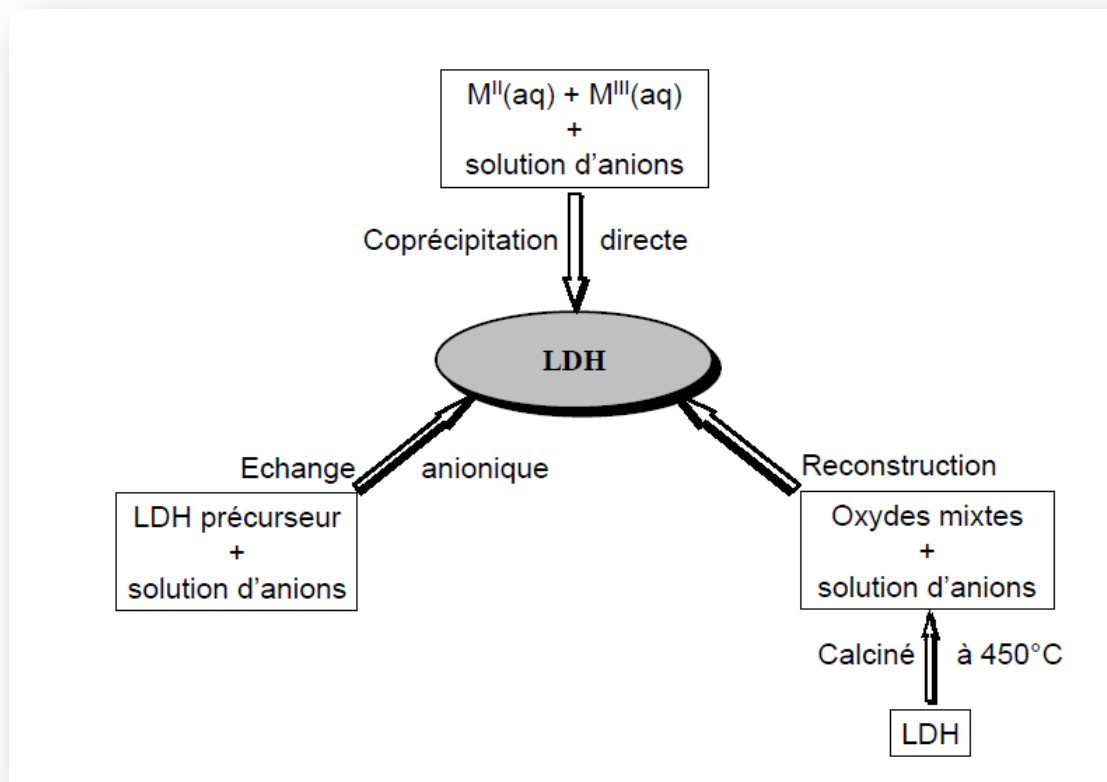 M^II(aq) + M^III(aq)
+
solution d'anions
Coprécipitation directe
LDH
Echange anionique
LDH précurseur
+
solution d'anions
Reconstruction
Oxydes mixtes
+
solution d'anions
Calciné à 450°C
LDH